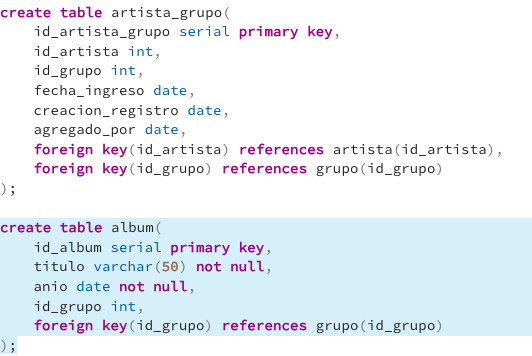 create table artista_grupo(
    id_artista_grupo serial primary key,
    id_artista int,
    id_grupo int,
    fecha_ingreso date,
    creacion_registro date,
    agregado_por date,
    foreign key(id_artista) references artista(id_artista),
    foreign key(id_grupo) references grupo(id_grupo)
);

create table album(
    id_album serial primary key,
    titulo varchar(50) not null,
    anio date not null,
    id_grupo int,
    foreign key(id_grupo) references grupo(id_grupo)
);